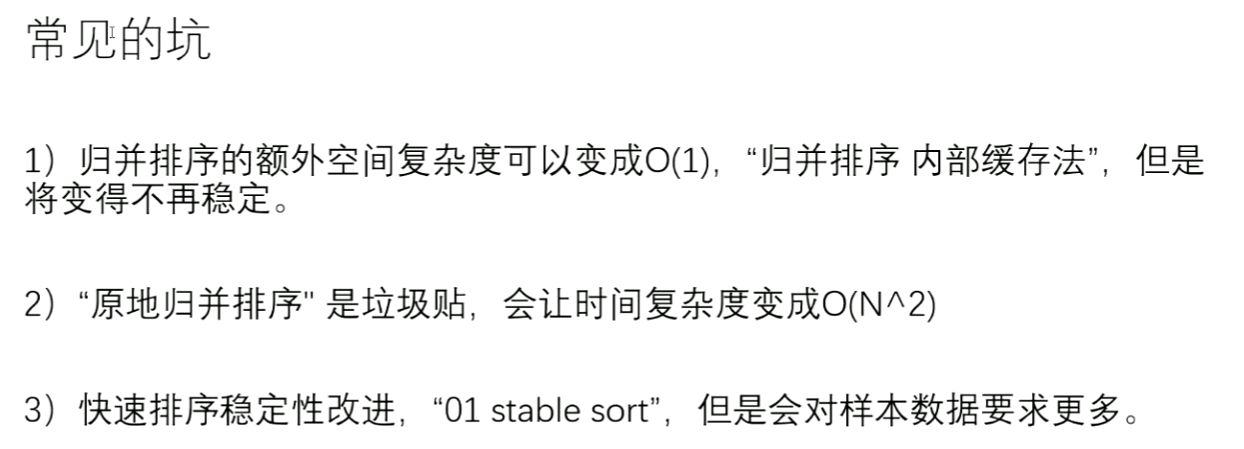 常见的坑
1）归并排序的额外空间复杂度可以变成O(1)，“归并排序 内部缓存法”，但是
将变得不再稳定。
2）“原地归并排序" 是垃圾贴，会让时间复杂度变成O(N^2)
3）快速排序稳定性改进，“01 stable sort”，但是会对样本数据要求更多。